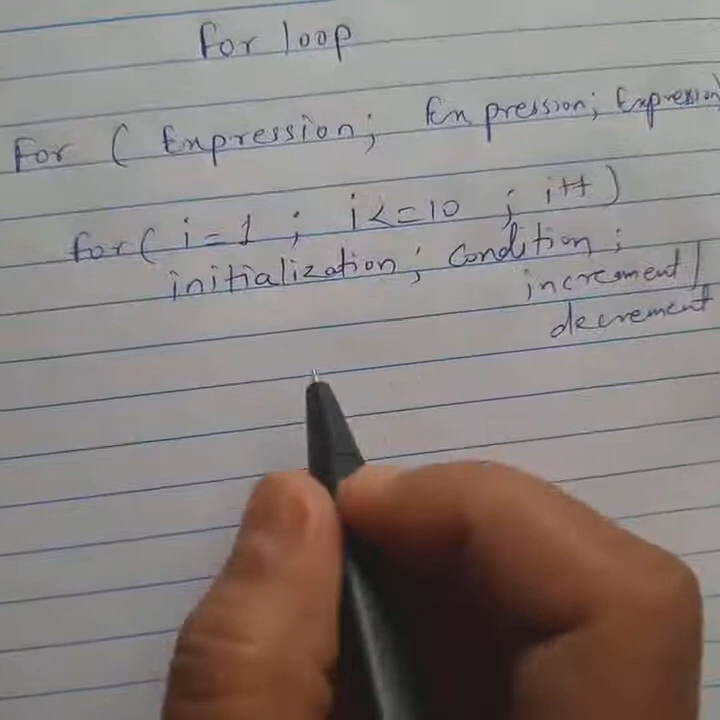 for loop
For ( Expression; Expression; Expression)
for( i=1 ; i<=10 ; i++ )
initialization; condition;
increment/
decrement